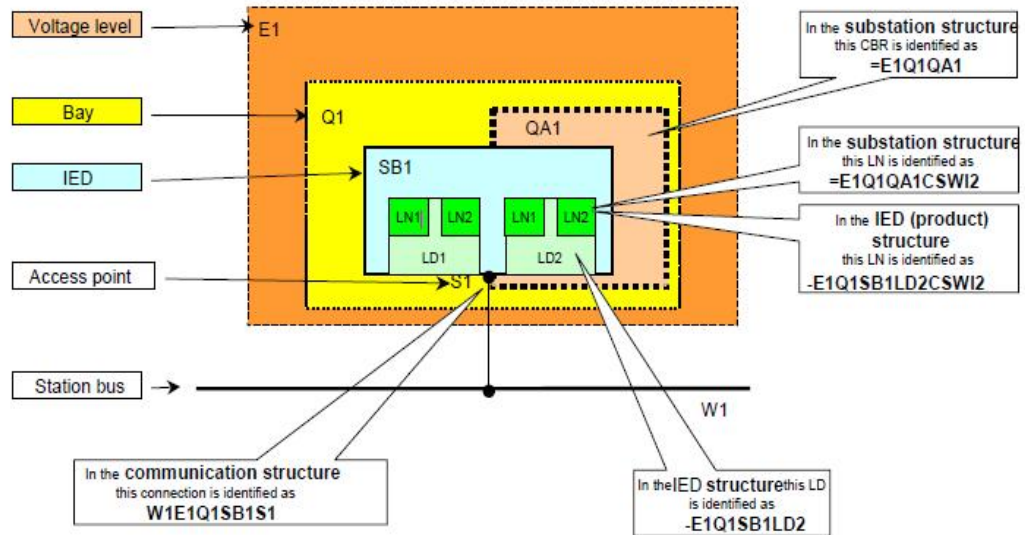 Voltage level
E1
In the substation structure
this CBR is identified as
=E1Q1QA1
Bay
Q1
QA1
In the substation structure
this LN is identified as
=E1Q1QA1CSWI2
IED
SB1
LN1
LN2
LN1
LN2
In the IED (product)
structure
this LN is identified as
-E1Q1SB1LD2CSWI2
LD1
LD2
Access point
S1
Station bus
W1
In the communication structure
this connection is identified as
W1E1Q1SB1S1
In the IED structure this LD
is identified as
-E1Q1SB1LD2